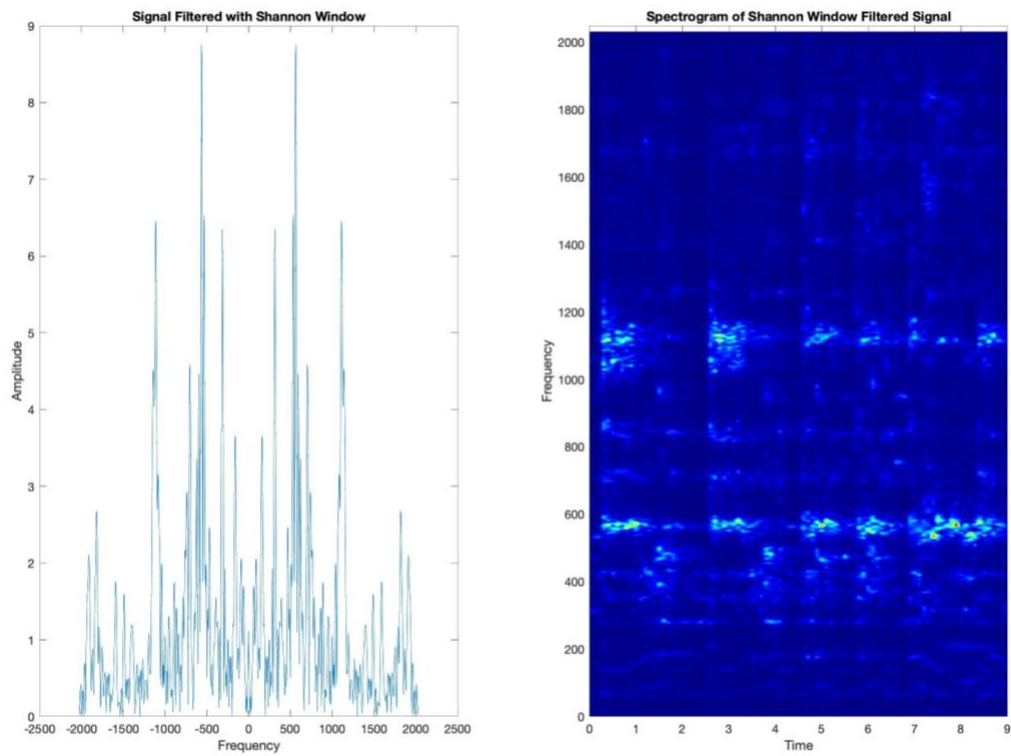 Signal Filtered with Shannon Window
9
8
7
6
5
4
3
2
1
0
Amplitude
-2500 -2000 -1500 -1000 -500 0 500 1000 1500 2000 2500
Frequency
Spectrogram of Shannon Window Filtered Signal
2000
1800
1600
1400
1200
1000
800
600
400
200
0
Frequency
0 1 2 3 4 5 6 7 8 9
Time